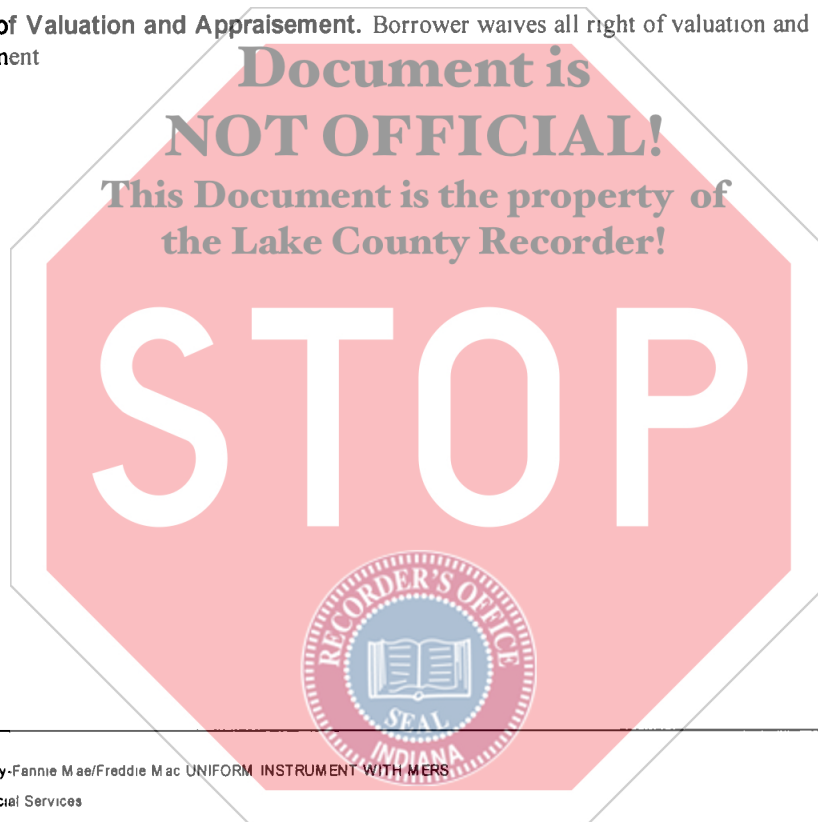 of Valuation and Appraisement. Borrower waives all right of valuation and
Document is
NOT OFFICIAL!
This Document is the property of
the Lake County Recorder!
STOP
RECORDER'S OFFICE
SEAL
INDIANA
Fannie Mae/Freddie Mac UNIFORM INSTRUMENT WITH MERS
Services